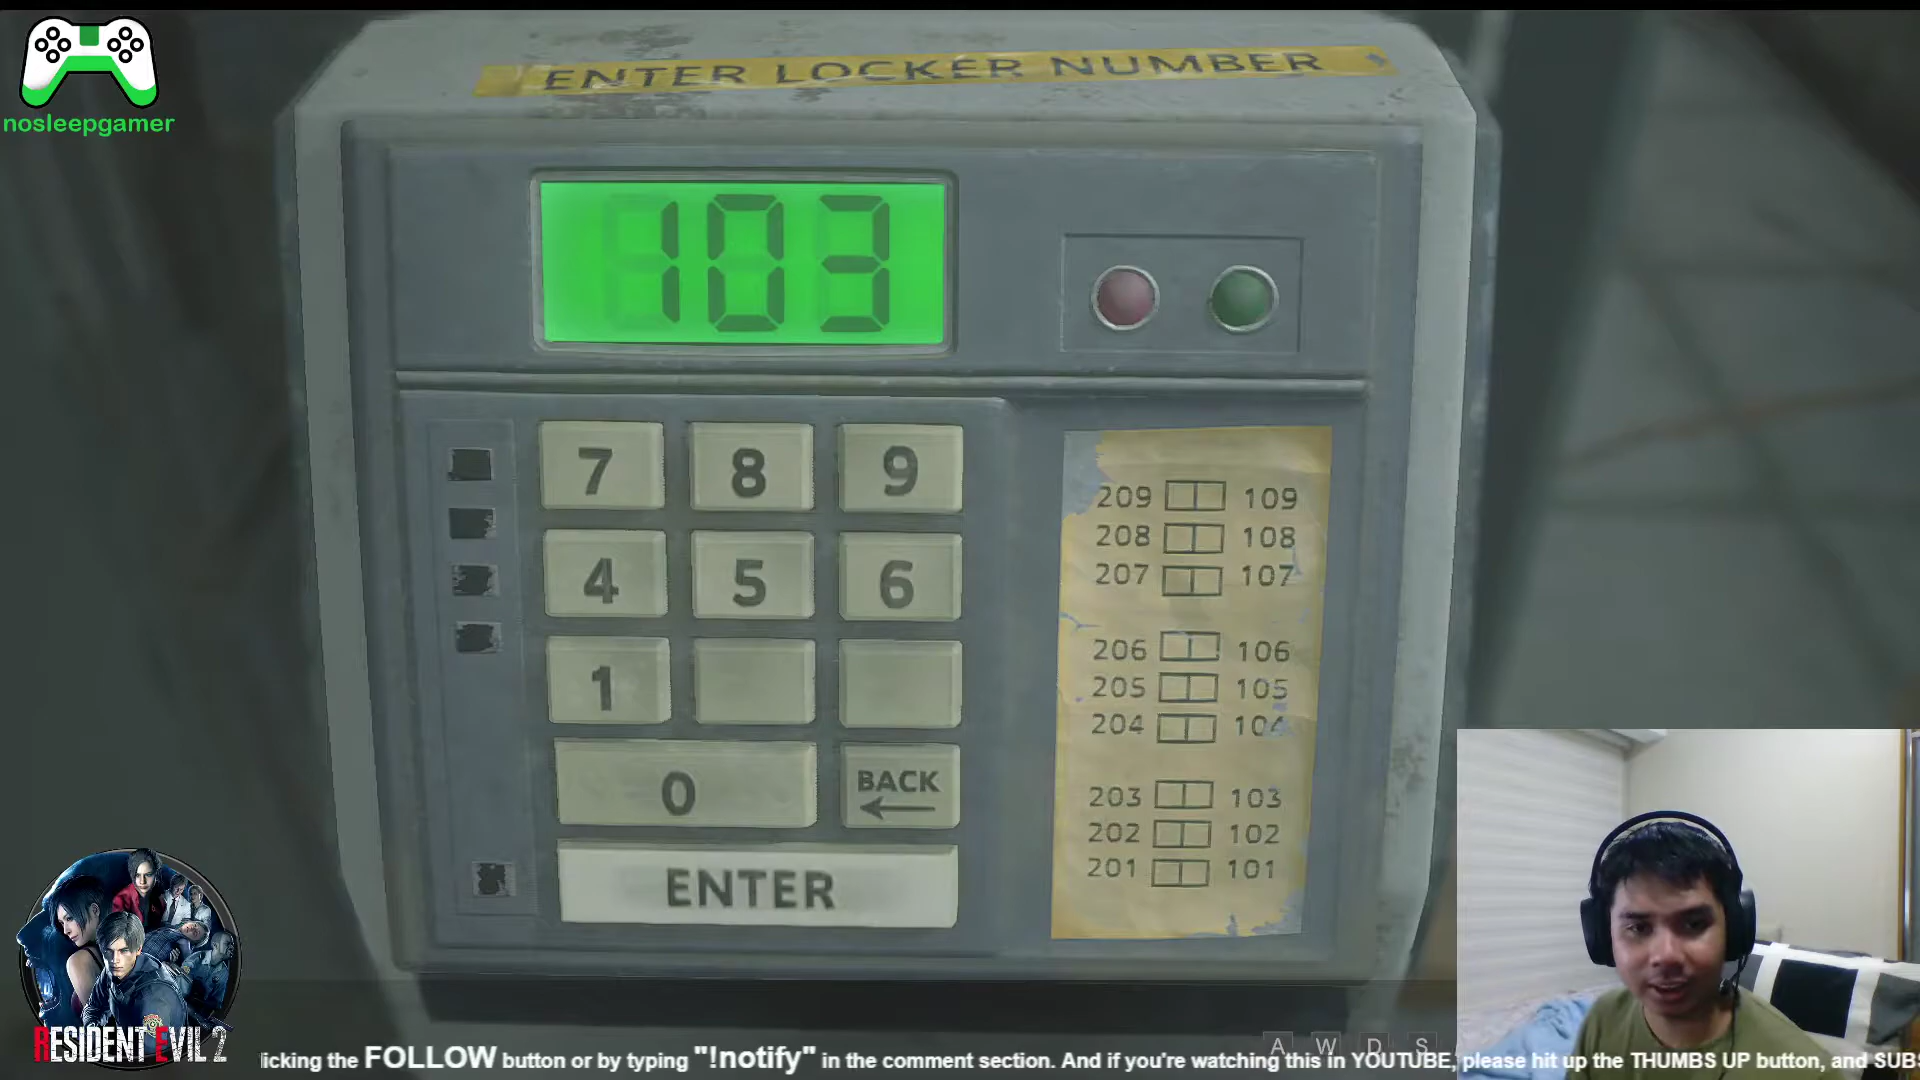 nosleepgamer
ENTER LOCKER NUMBER
103
7 8 9
4 5 6
1
0 BACK
ENTER
209 109
208 108
207 107
206 106
205 105
204 104
203 103
202 102
201 101
RESIDENT EVIL 2
A W D S
licking the FOLLOW button or by typing "!notify" in the comment section. And if you're watching this in YOUTUBE, please hit up the THUMBS UP button, and SUBS